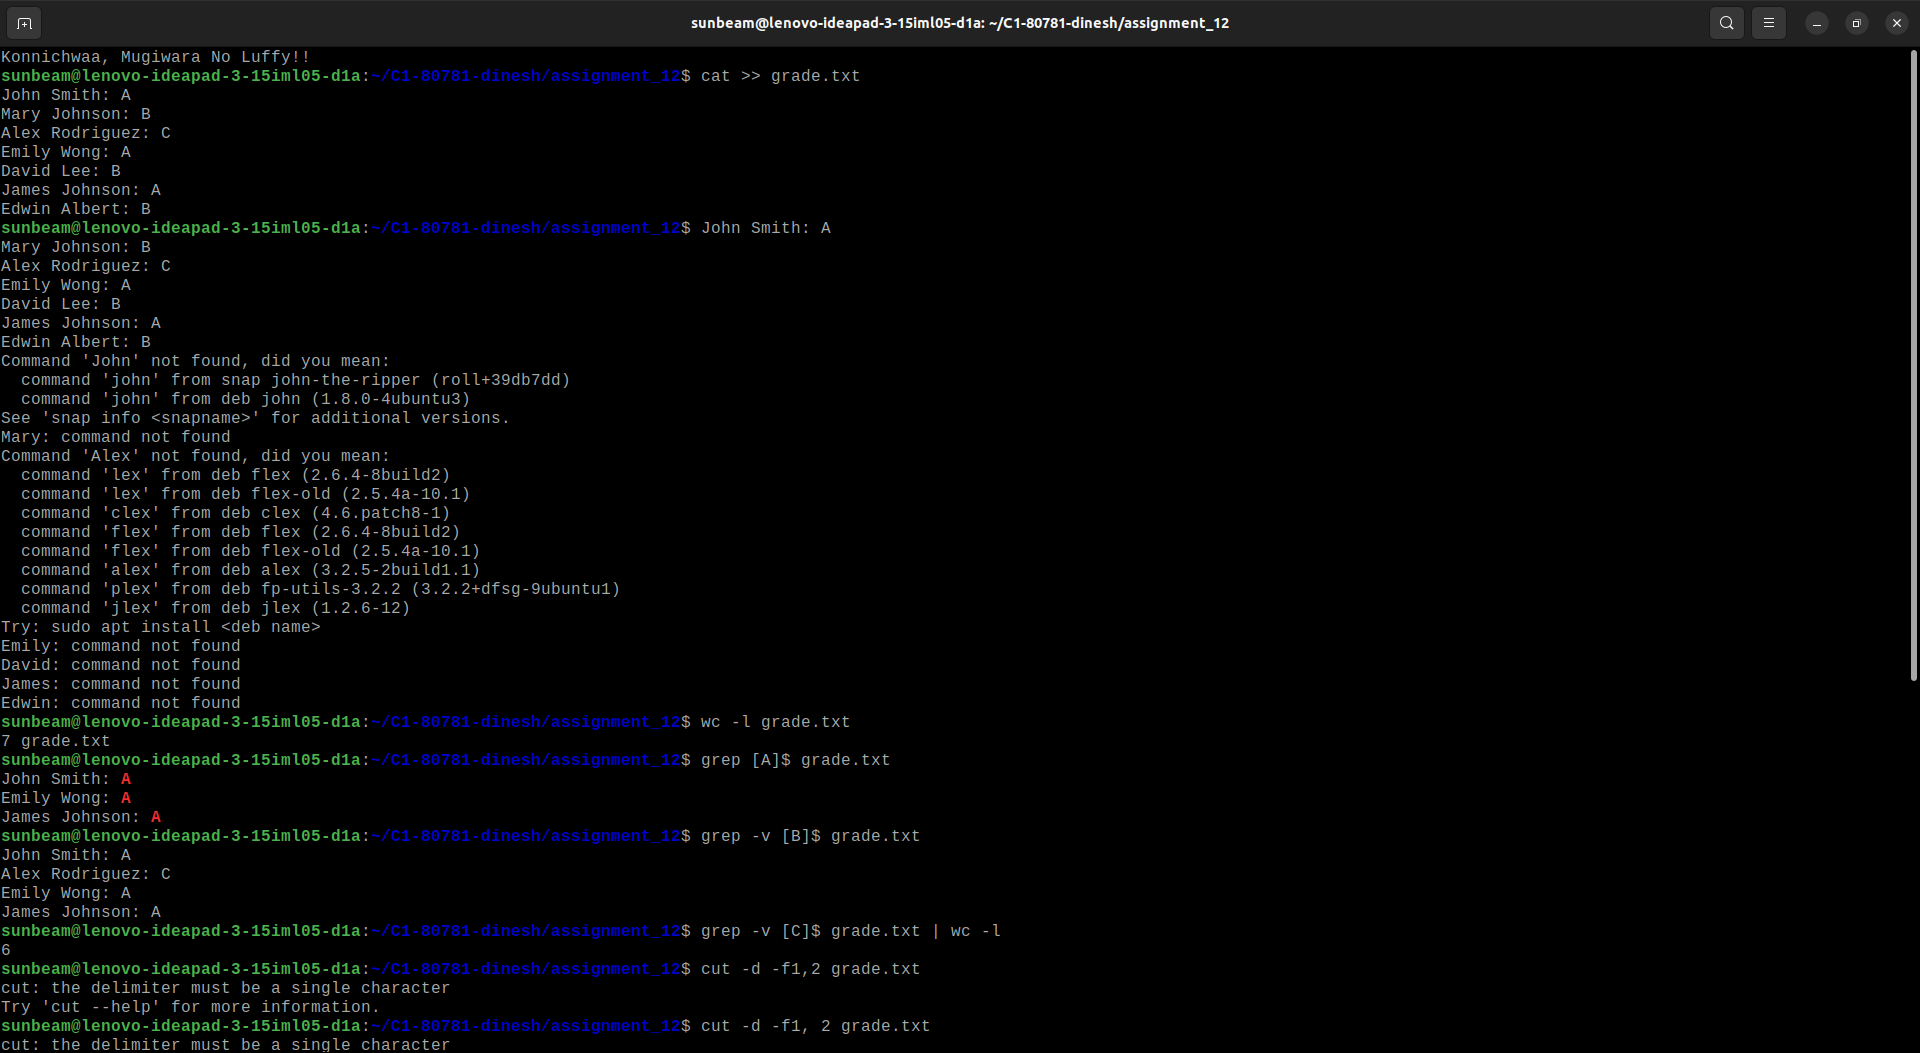 sunbeam@lenovo-ideapad-3-15iml05-d1a: ~/C1-80781-dinesh/assignment_12
Konnichwaa, Mugiwara No Luffy!!
sunbeam@lenovo-ideapad-3-15iml05-d1a:~/C1-80781-dinesh/assignment_12$ cat >> grade.txt
John Smith: A
Mary Johnson: B
Alex Rodriguez: C
Emily Wong: A
David Lee: B
James Johnson: A
Edwin Albert: B
sunbeam@lenovo-ideapad-3-15iml05-d1a:~/C1-80781-dinesh/assignment_12$ John Smith: A
Mary Johnson: B
Alex Rodriguez: C
Emily Wong: A
David Lee: B
James Johnson: A
Edwin Albert: B
Command 'John' not found, did you mean:
  command 'john' from snap john-the-ripper (roll+39db7dd)
  command 'john' from deb john (1.8.0-4ubuntu3)
See 'snap info <snapname>' for additional versions.
Mary: command not found
Command 'Alex' not found, did you mean:
  command 'lex' from deb flex (2.6.4-8build2)
  command 'lex' from deb flex-old (2.5.4a-10.1)
  command 'clex' from deb clex (4.6.patch8-1)
  command 'flex' from deb flex (2.6.4-8build2)
  command 'flex' from deb flex-old (2.5.4a-10.1)
  command 'alex' from deb alex (3.2.5-2build1.1)
  command 'plex' from deb fp-utils-3.2.2 (3.2.2+dfsg-9ubuntu1)
  command 'jlex' from deb jlex (1.2.6-12)
Try: sudo apt install <deb name>
Emily: command not found
David: command not found
James: command not found
Edwin: command not found
sunbeam@lenovo-ideapad-3-15iml05-d1a:~/C1-80781-dinesh/assignment_12$ wc -l grade.txt
7 grade.txt
sunbeam@lenovo-ideapad-3-15iml05-d1a:~/C1-80781-dinesh/assignment_12$ grep [A]$ grade.txt
John Smith: A
Emily Wong: A
James Johnson: A
sunbeam@lenovo-ideapad-3-15iml05-d1a:~/C1-80781-dinesh/assignment_12$ grep -v [B]$ grade.txt
John Smith: A
Alex Rodriguez: C
Emily Wong: A
James Johnson: A
sunbeam@lenovo-ideapad-3-15iml05-d1a:~/C1-80781-dinesh/assignment_12$ grep -v [C]$ grade.txt | wc -l
6
sunbeam@lenovo-ideapad-3-15iml05-d1a:~/C1-80781-dinesh/assignment_12$ cut -d -f1,2 grade.txt
cut: the delimiter must be a single character
Try 'cut --help' for more information.
sunbeam@lenovo-ideapad-3-15iml05-d1a:~/C1-80781-dinesh/assignment_12$ cut -d -f1, 2 grade.txt
cut: the delimiter must be a single character